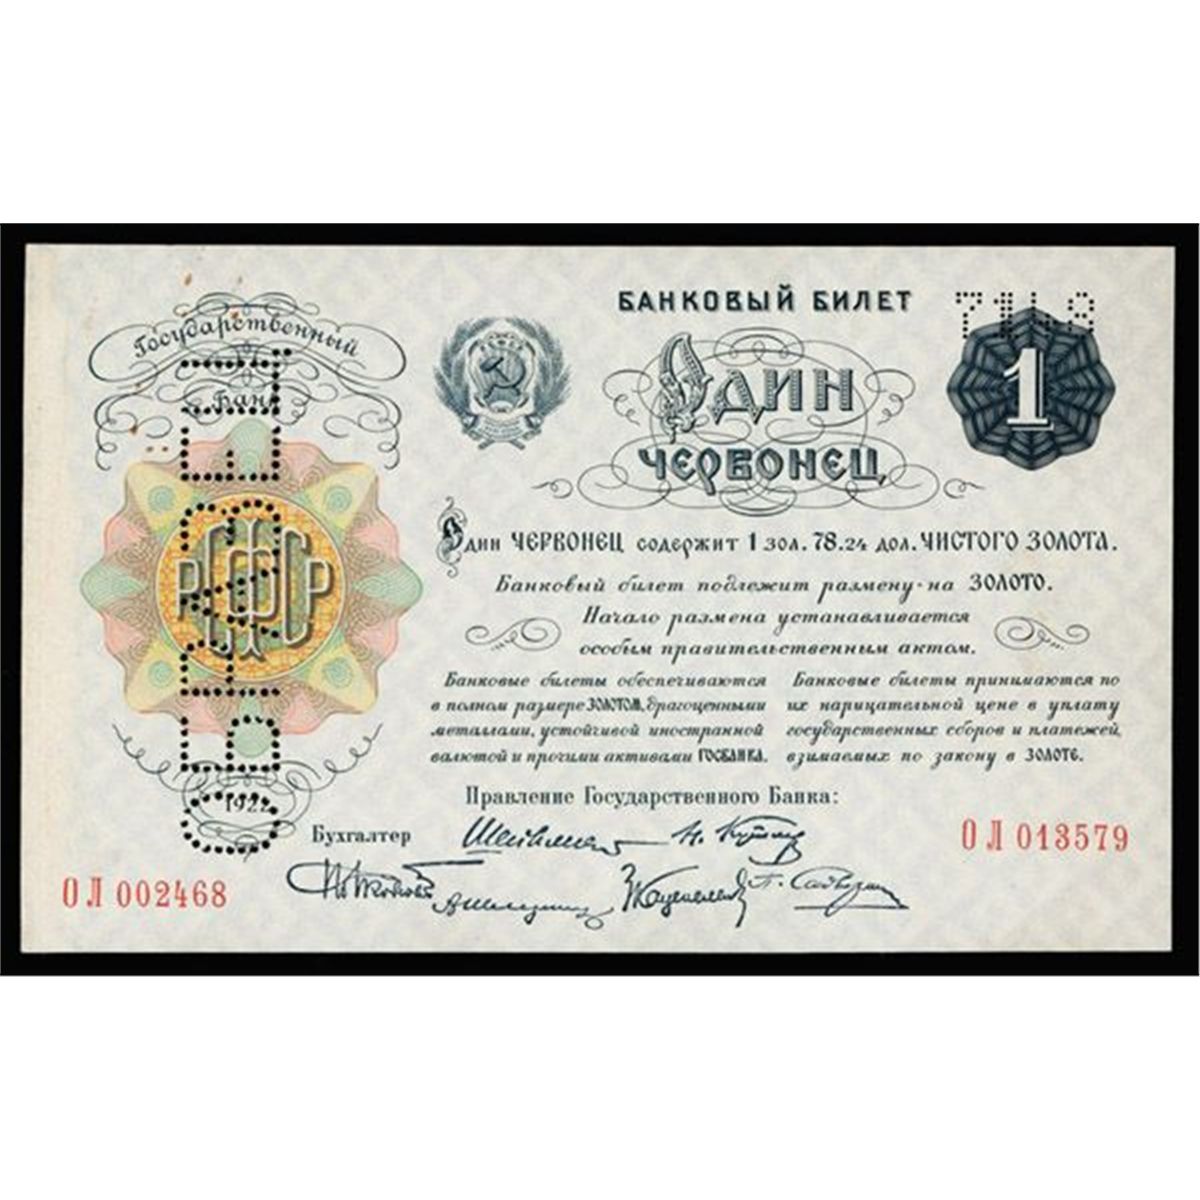 БАНКОВЫЙ БИЛЕТ
7149
Государственный
Банк
1
ОДИН
ЧЕРВОНЕЦ
РСФСР
ОБРАЗЕЦ
Один ЧЕРВОНЕЦ содержит 1 зол. 78.24 дол. ЧИСТОГО ЗОЛОТА.
Банковый билет подлежит размену на ЗОЛОТО.
Начало размена устанавливается
особым правительственным актом.
Банковые билеты обеспечиваются
в полном размере ЗОЛОТОМ, драгоценными
металлами, устойчивой иностранной
валютой и прочими активами ГОСБАНКА.
Банковые билеты принимаются по
их нарицательной цене в уплату
государственных сборов и платежей,
взимаемых по закону в ЗОЛОТЕ.
1922
Правление Государственного Банка:
Бухгалтер
ОЛ 013579
ОЛ 002468